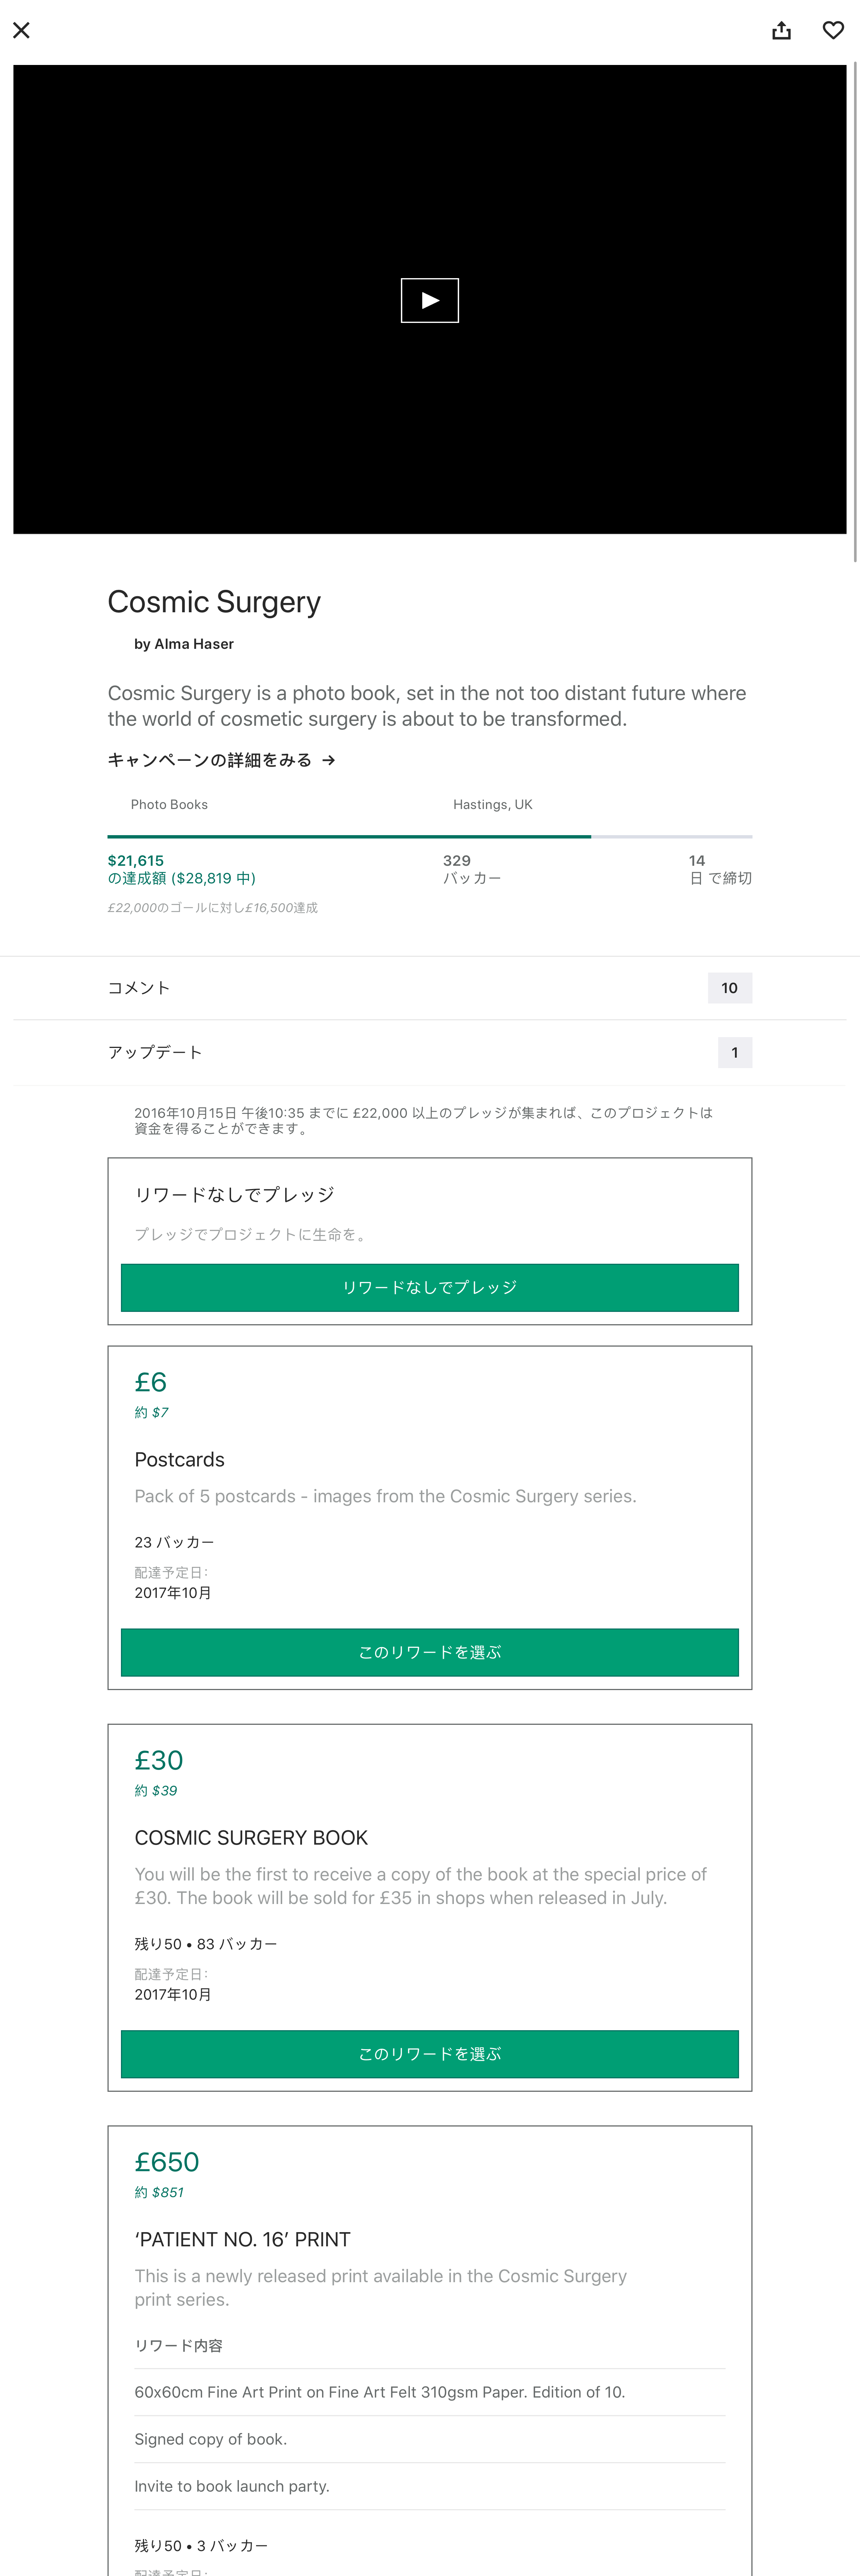 Cosmic Surgery
by Alma Haser
Cosmic Surgery is a photo book, set in the not too distant future where
the world of cosmetic surgery is about to be transformed.
キャンペーンの詳細をみる →
Photo Books
Hastings, UK
$21,615
の達成額 ($28,819 中)
329
バッカー
14
日 で締切
£22,000のゴールに対し£16,500達成
コメント
10
アップデート
1
2016年10月15日 午後10:35 までに £22,000 以上のプレッジが集まれば、このプロジェクトは
資金を得ることができます。
リワードなしでプレッジ
プレッジでプロジェクトに生命を。
リワードなしでプレッジ
£6
約 $7
Postcards
Pack of 5 postcards - images from the Cosmic Surgery series.
23 バッカー
配達予定日:
2017年10月
このリワードを選ぶ
£30
約 $39
COSMIC SURGERY BOOK
You will be the first to receive a copy of the book at the special price of
£30. The book will be sold for £35 in shops when released in July.
残り50 • 83 バッカー
配達予定日:
2017年10月
このリワードを選ぶ
£650
約 $851
‘PATIENT NO. 16’ PRINT
This is a newly released print available in the Cosmic Surgery
print series.
リワード内容
60x60cm Fine Art Print on Fine Art Felt 310gsm Paper. Edition of 10.
Signed copy of book.
Invite to book launch party.
残り50 • 3 バッカー
配達予定日: